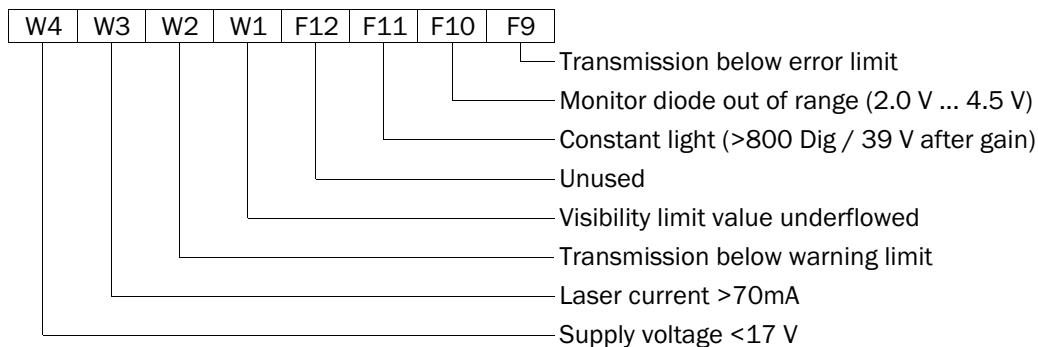 W4 W3 W2 W1 F12 F11 F10 F9
Transmission below error limit
Monitor diode out of range (2.0 V ... 4.5 V)
Constant light (>800 Dig / 39 V after gain)
Unused
Visibility limit value underflowed
Transmission below warning limit
Laser current >70mA
Supply voltage <17 V